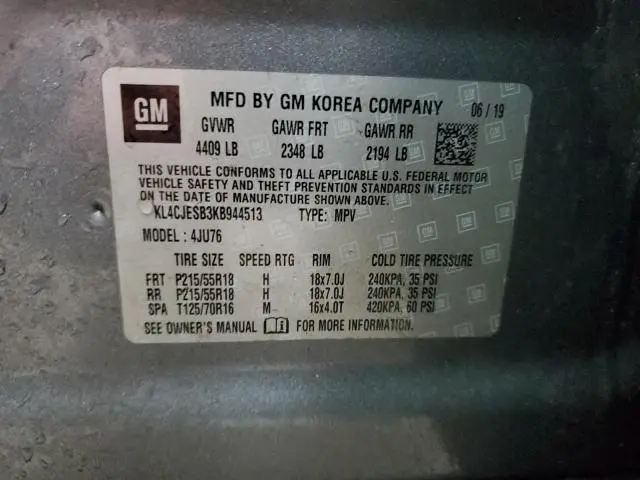 GM MFD BY GM KOREA COMPANY 06/19
GVWR GAWR FRT GAWR RR
4409 LB 2348 LB 2194 LB
THIS VEHICLE CONFORMS TO ALL APPLICABLE U.S. FEDERAL MOTOR
VEHICLE SAFETY AND THEFT PREVENTION STANDARDS IN EFFECT
ON THE DATE OF MANUFACTURE SHOWN ABOVE.
KL4CJESB3KB944513 TYPE: MPV
MODEL: 4JU76
TIRE SIZE SPEED RTG RIM COLD TIRE PRESSURE
FRT P215/55R18 H 18x7.0J 240KPA, 35 PSI
RR P215/55R18 H 18x7.0J 240KPA, 35 PSI
SPA T125/70R16 M 16x4.0T 420KPA, 60 PSI
SEE OWNER'S MANUAL FOR MORE INFORMATION.